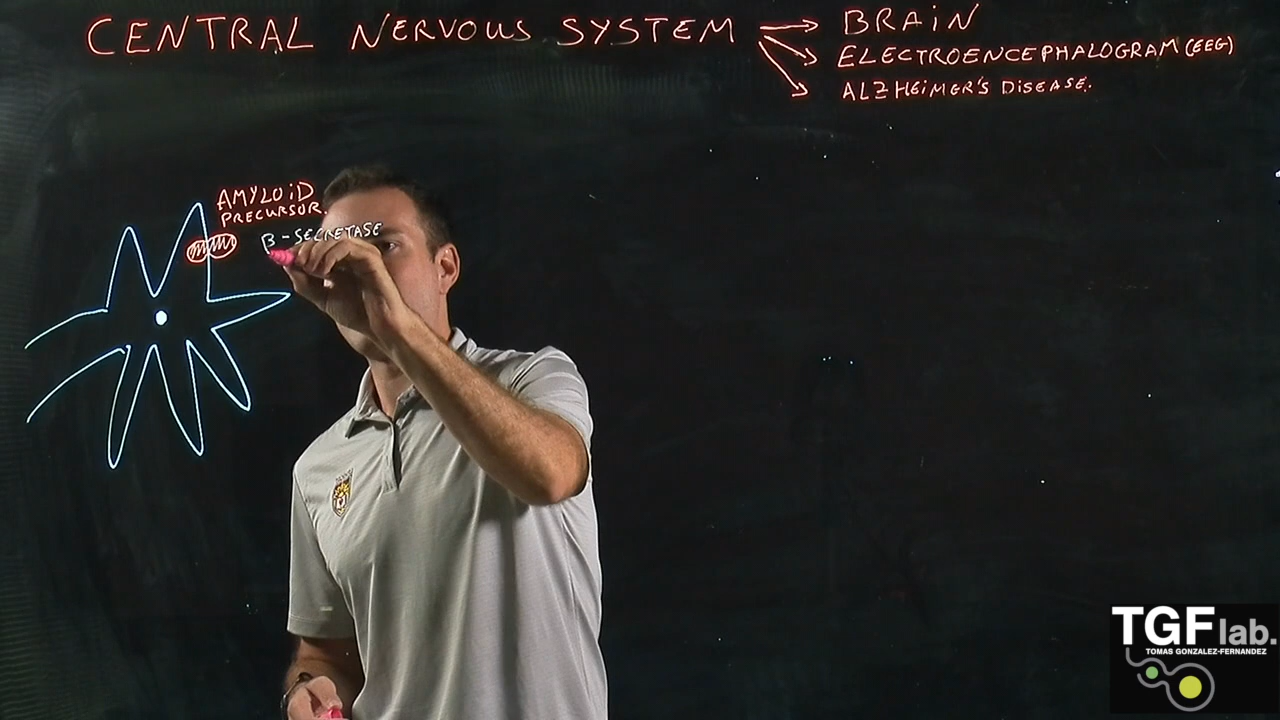 CENTRAL NERVOUS SYSTEM
BRAIN
ELECTROENCEPHALOGRAM (EEG)
ALZHEIMER'S DISEASE.
AMYLOID
PRECURSOR.
β-SECRETASE
TGF lab.
TOMAS GONZALEZ-FERNANDEZ